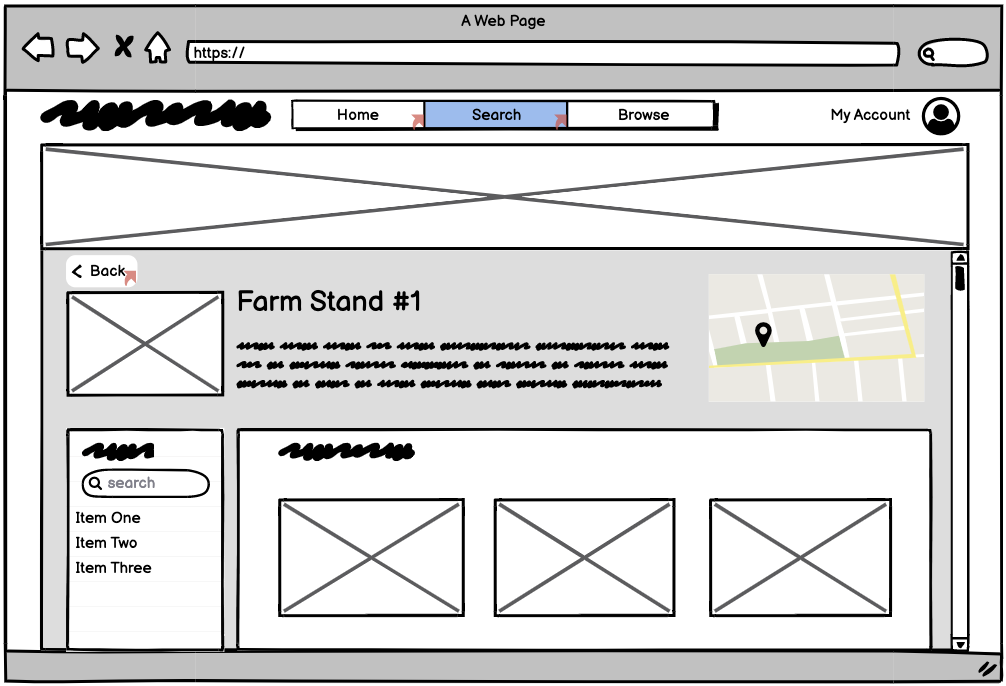 A Web Page
https://
Home Search Browse
My Account
Back
Farm Stand #1
search
Item One
Item Two
Item Three